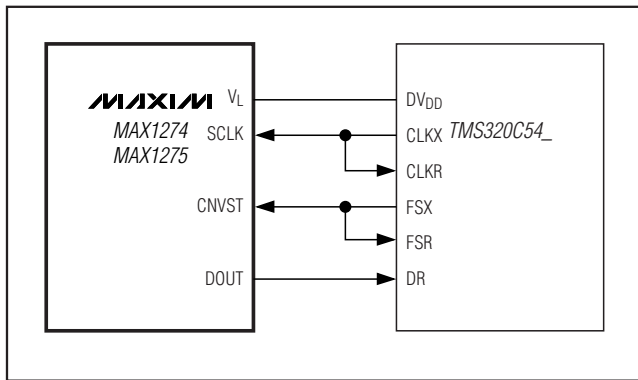 MAXIM
MAX1274
MAX1275
VL
SCLK
CNVST
DOUT
DVDD
CLKX
CLKR
FSX
FSR
DR
TMS320C54_